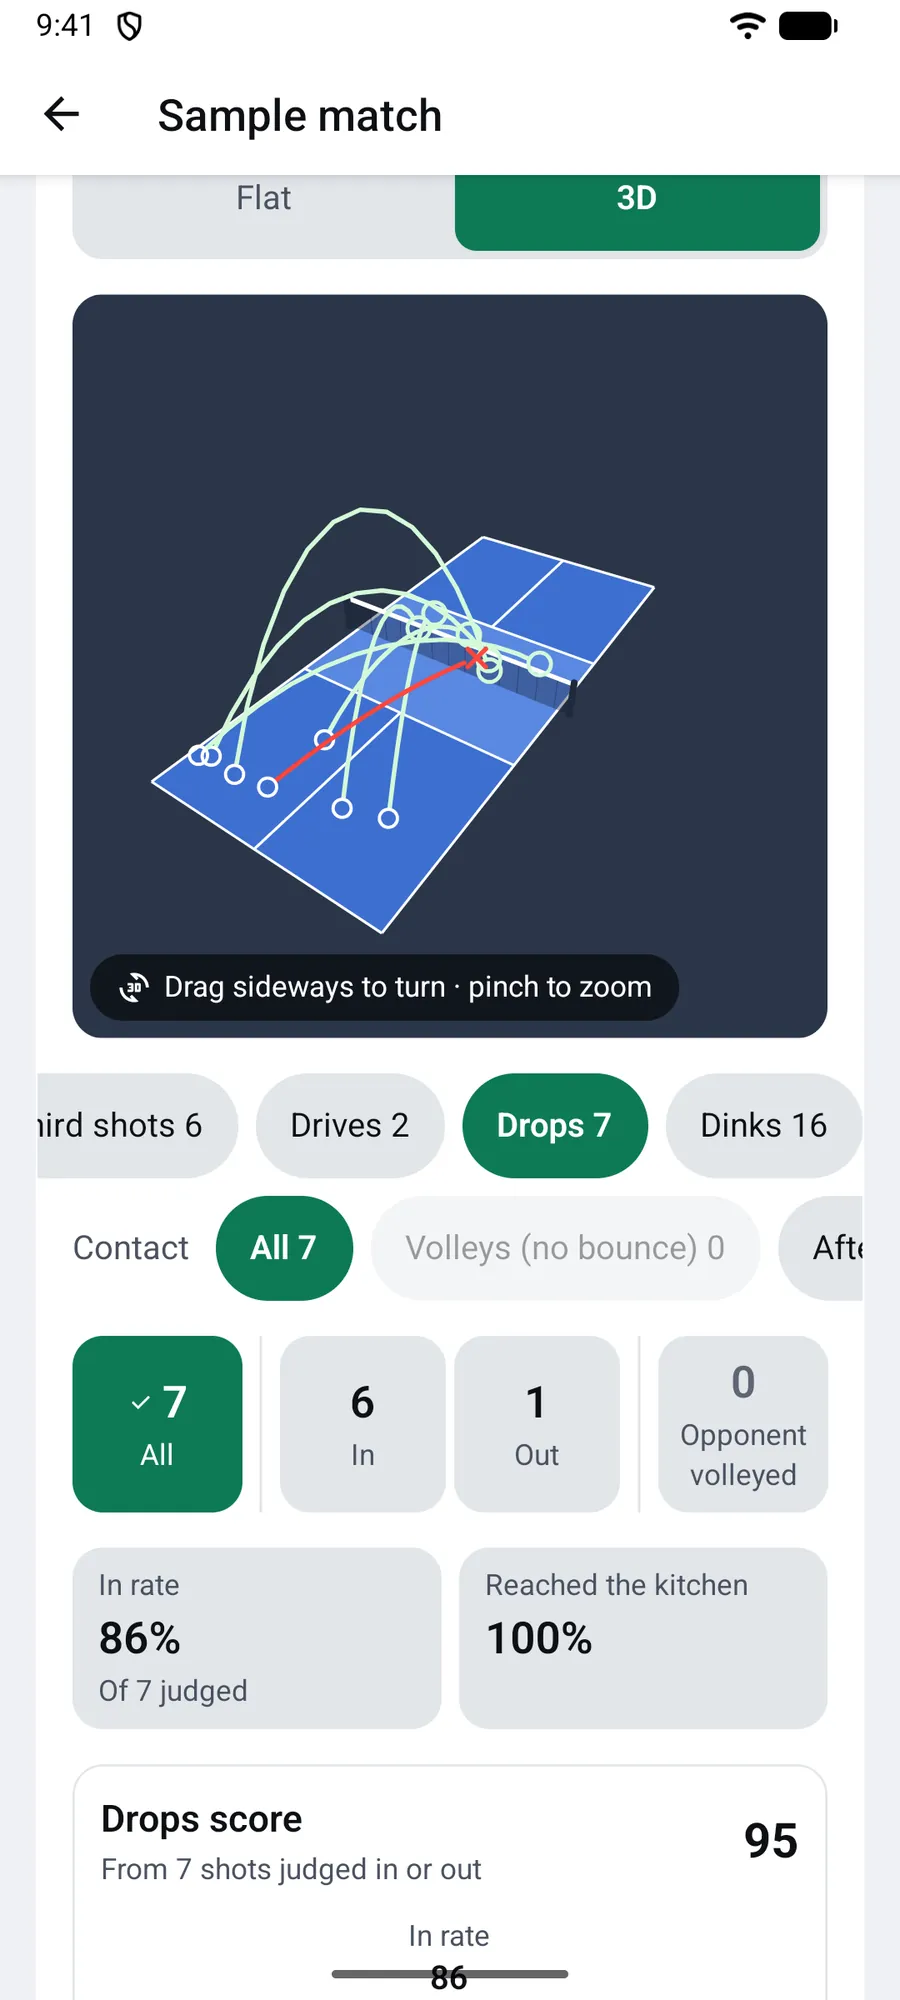 9:41
Sample match
Flat
3D
3D
Drag sideways to turn · pinch to zoom
hird shots 6
Drives 2
Drops 7
Dinks 16
Contact
All 7
Volleys (no bounce) 0
Afte
7
All
6
In
1
Out
0
Opponent
volleyed
In rate
86%
Of 7 judged
Reached the kitchen
100%
Drops score
From 7 shots judged in or out
95
In rate
86